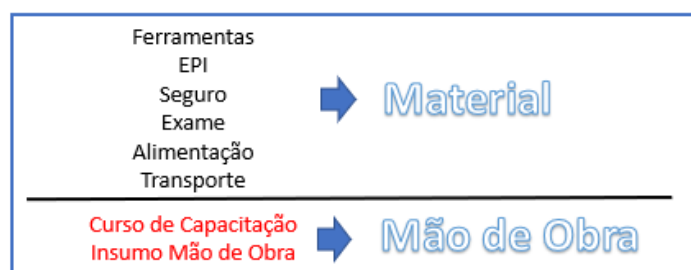 Ferramentas
EPI
Seguro
Exame
Alimentação
Transporte
Material
Curso de Capacitação
Insumo Mão de Obra
Mão de Obra